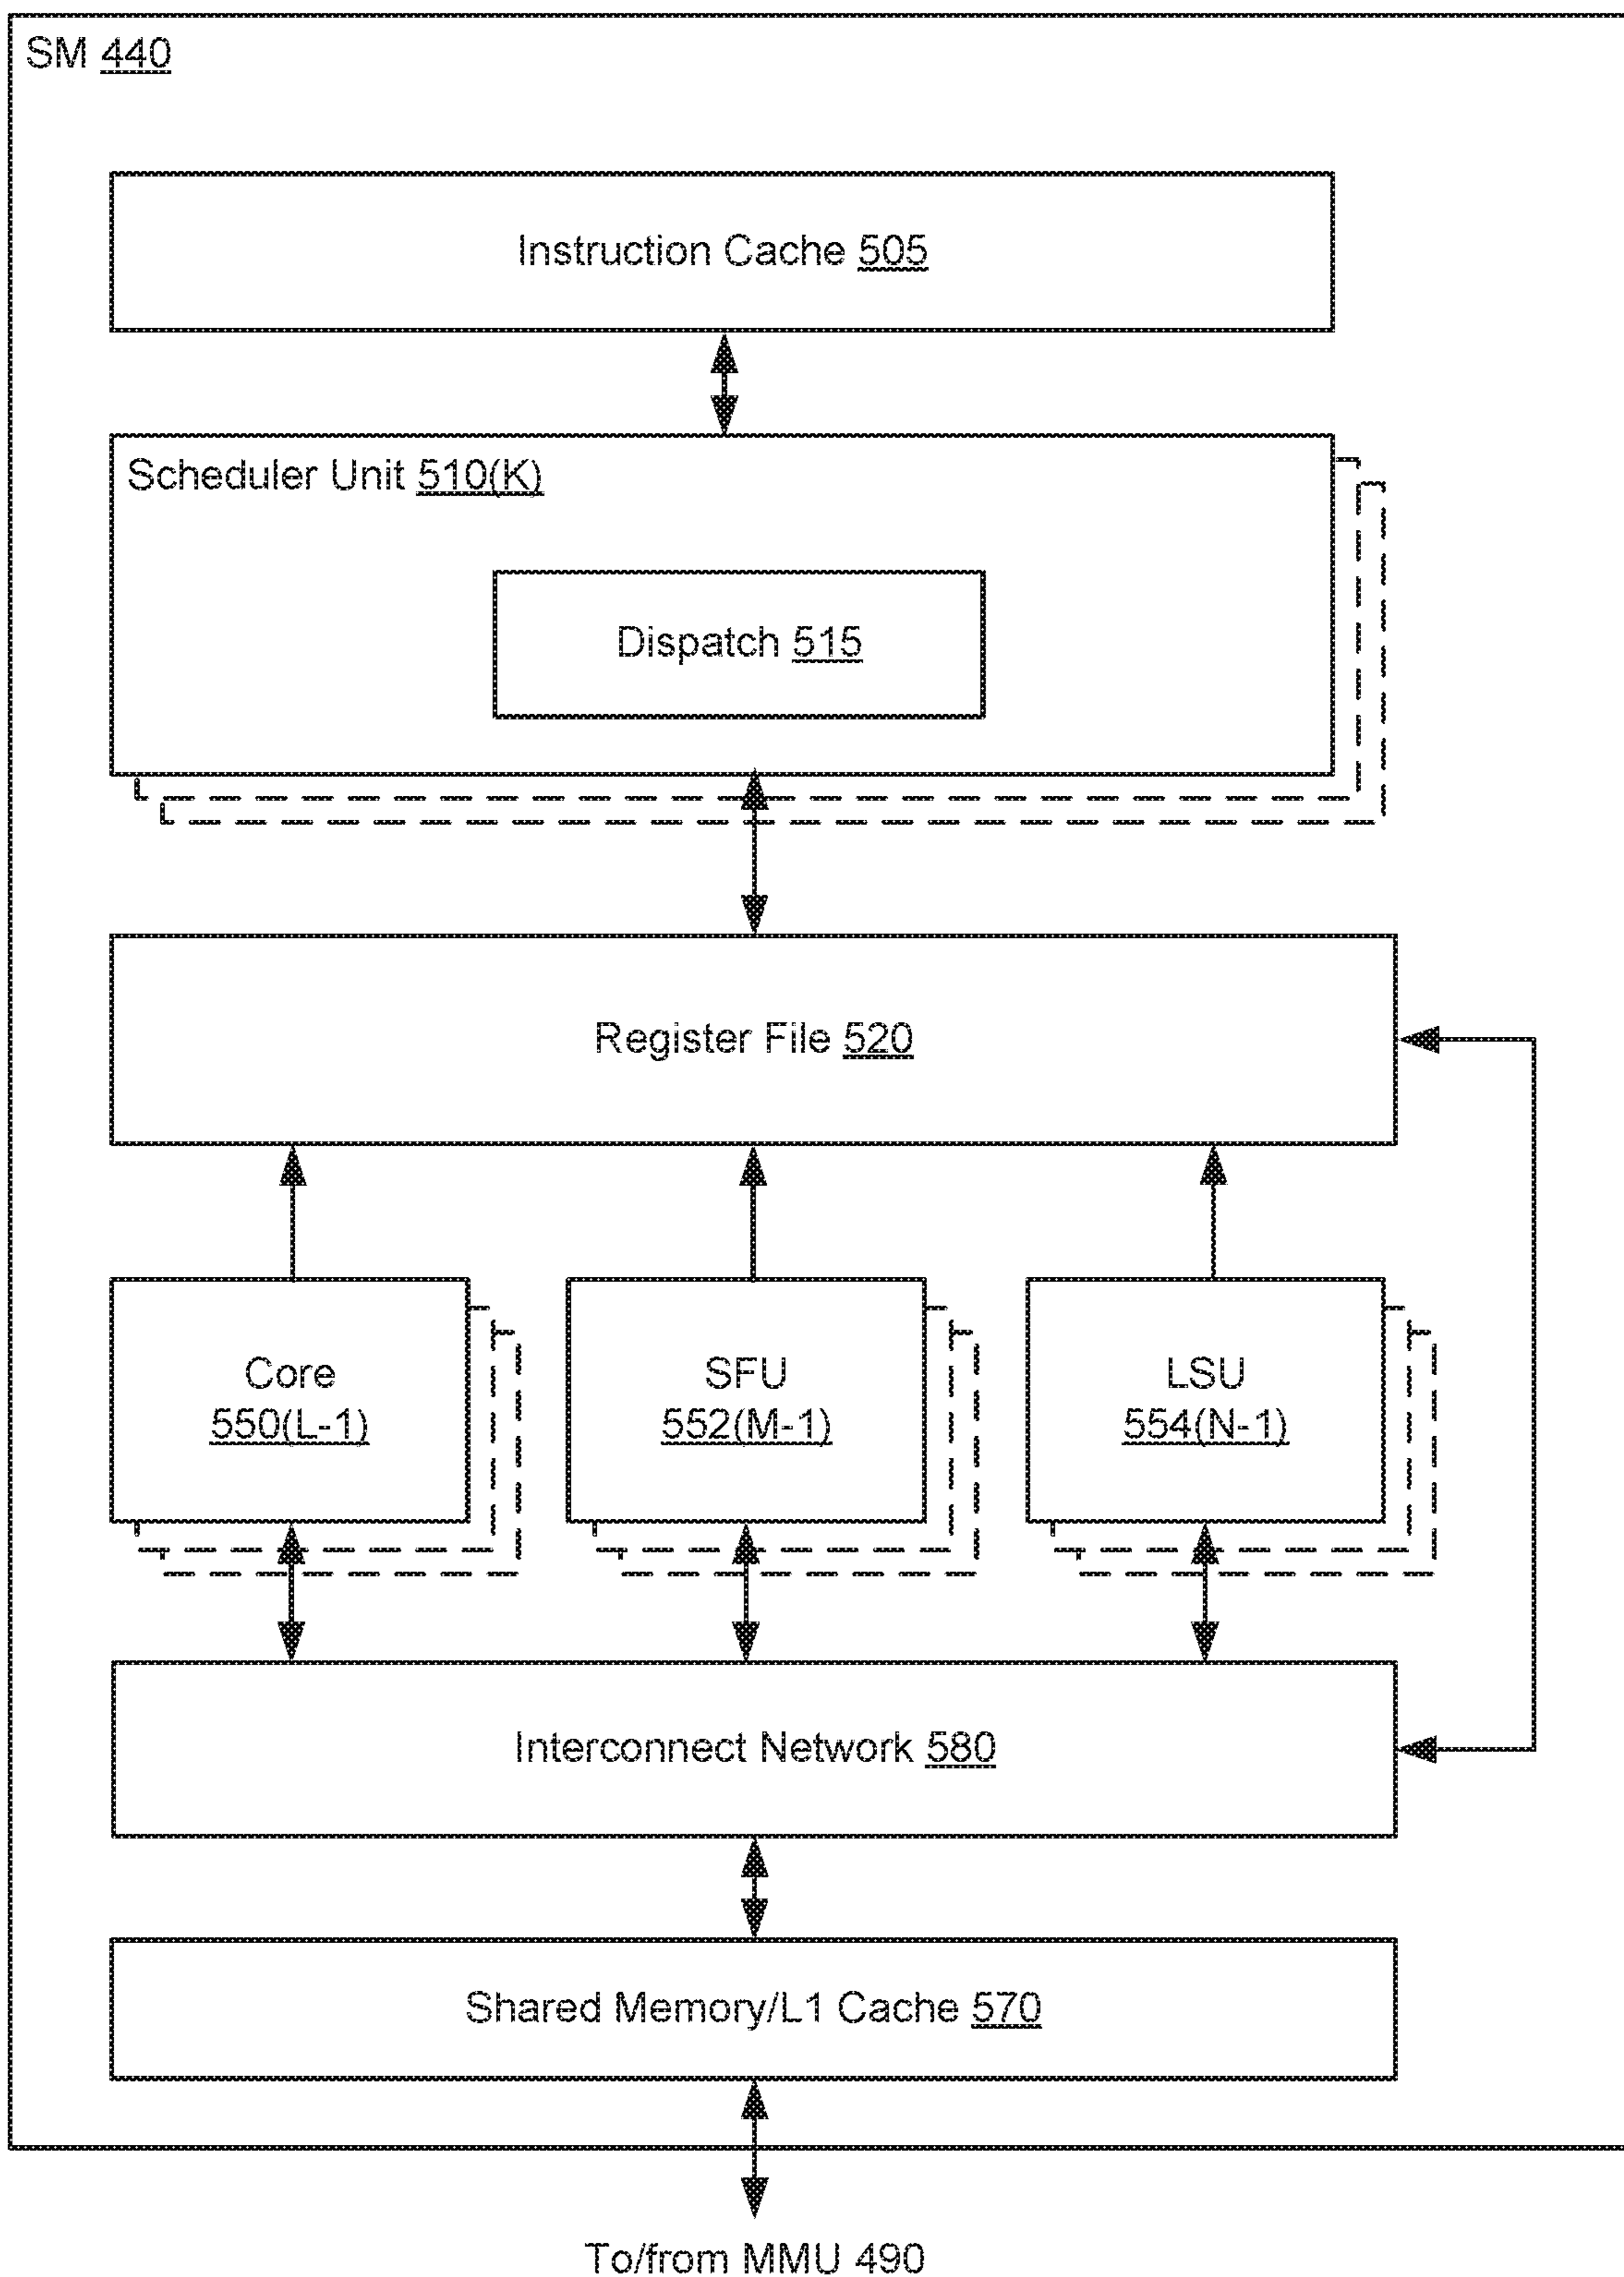 SM 440
Instruction Cache 505
Scheduler Unit 510(K)
Dispatch 515
Register File 520
Core
550(L-1)
SFU
552(M-1)
LSU
554(N-1)
Interconnect Network 580
Shared Memory/L1 Cache 570
To/from MMU 490